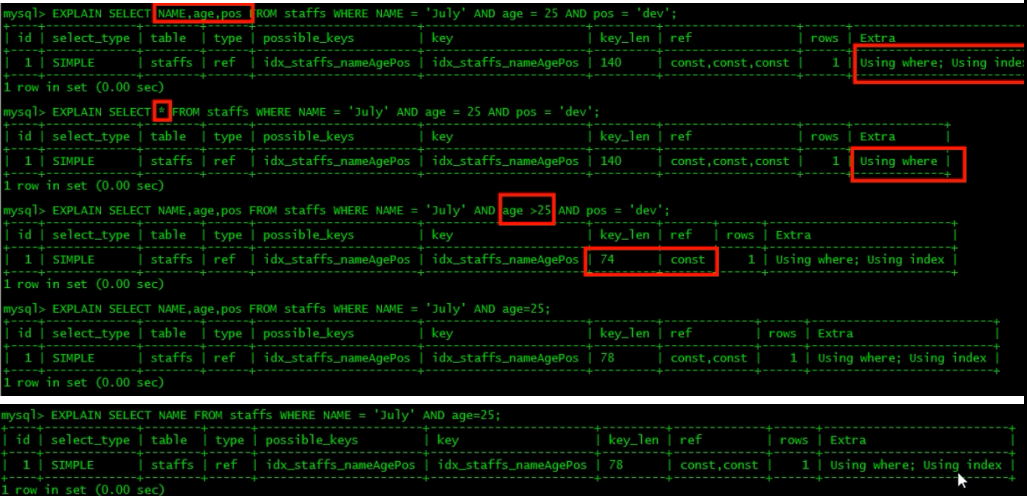 mysql> EXPLAIN SELECT NAME,age,pos FROM staffs WHERE NAME = 'July' AND age = 25 AND pos = 'dev';
| id | select_type | table | type | possible_keys | key | key_len | ref | rows | Extra
| 1 | SIMPLE | staffs | ref | idx_staffs_nameAgePos | idx_staffs_nameAgePos | 140 | const,const,const | 1 | Using where; Using inde
1 row in set (0.00 sec)
mysql> EXPLAIN SELECT * FROM staffs WHERE NAME = 'July' AND age = 25 AND pos = 'dev';
| id | select_type | table | type | possible_keys | key | key_len | ref | rows | Extra |
| 1 | SIMPLE | staffs | ref | idx_staffs_nameAgePos | idx_staffs_nameAgePos | 140 | const,const,const | 1 | Using where |
1 row in set (0.00 sec)
mysql> EXPLAIN SELECT NAME,age,pos FROM staffs WHERE NAME = 'July' AND age >25 AND pos = 'dev';
| id | select_type | table | type | possible_keys | key | key_len | ref | rows | Extra |
| 1 | SIMPLE | staffs | ref | idx_staffs_nameAgePos | idx_staffs_nameAgePos | 74 | const | 1 | Using where; Using index |
1 row in set (0.00 sec)
mysql> EXPLAIN SELECT NAME,age,pos FROM staffs WHERE NAME = 'July' AND age=25;
| id | select_type | table | type | possible_keys | key | key_len | ref | rows | Extra |
| 1 | SIMPLE | staffs | ref | idx_staffs_nameAgePos | idx_staffs_nameAgePos | 78 | const,const | 1 | Using where; Using index |
1 row in set (0.00 sec)
mysql> EXPLAIN SELECT NAME FROM staffs WHERE NAME = 'July' AND age=25;
| id | select_type | table | type | possible_keys | key | key_len | ref | rows | Extra |
| 1 | SIMPLE | staffs | ref | idx_staffs_nameAgePos | idx_staffs_nameAgePos | 78 | const,const | 1 | Using where; Using index |
1 row in set (0.00 sec)